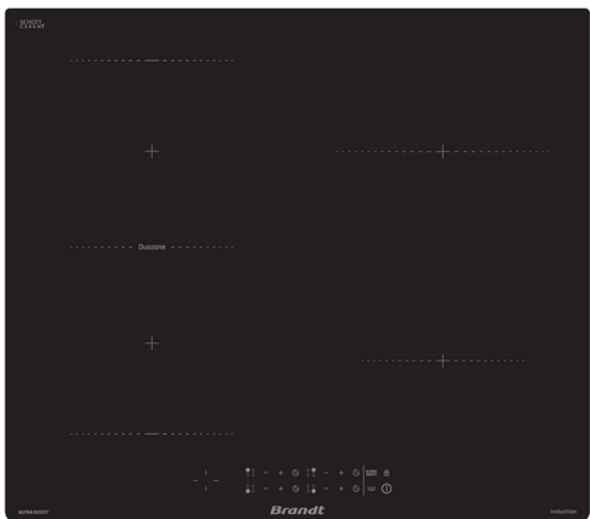 SCHOTT
CERAN®
Duozone
ULTRA BOOST
Brandt
Induction